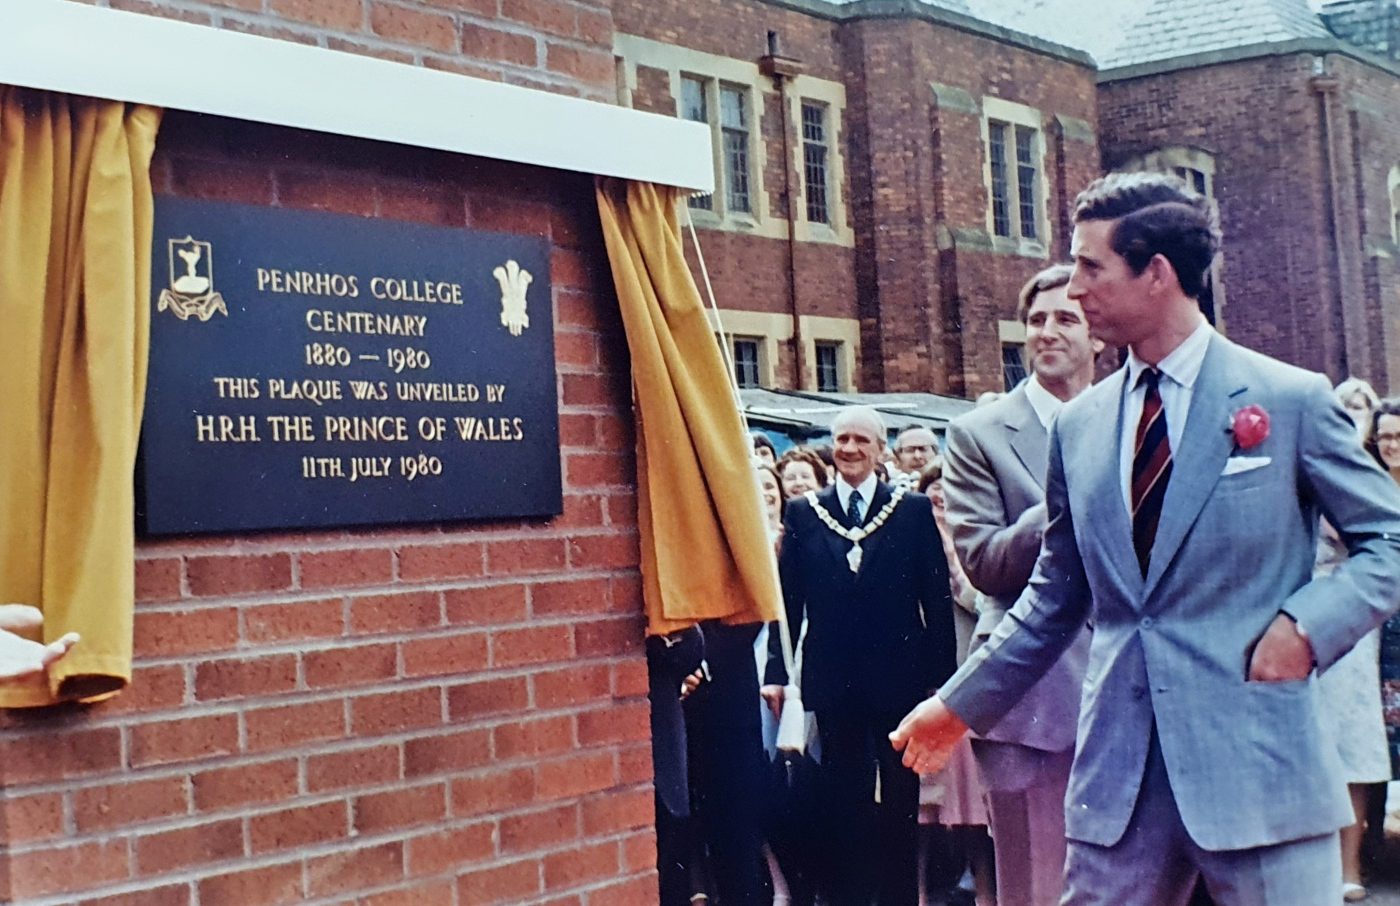 PENRHOS COLLEGE
CENTENARY
1880 — 1980
THIS PLAQUE WAS UNVEILED BY
H.R.H. THE PRINCE OF WALES
11TH. JULY 1980